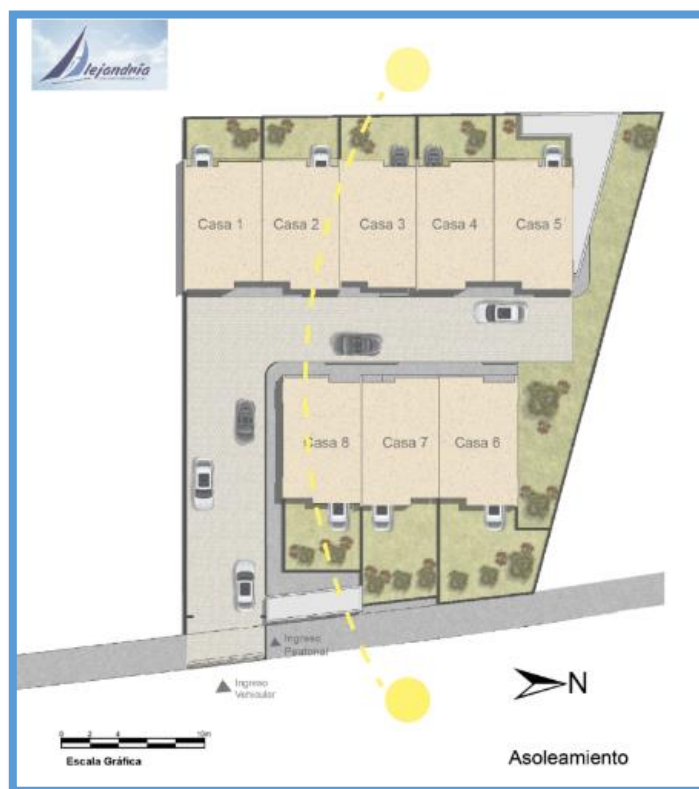 Alejandría
Casa 1
Casa 2
Casa 3
Casa 4
Casa 5
Casa 8
Casa 7
Casa 6
Ingreso
Peatonal
Ingreso
Vehicular
N
0 2 4 10m
Escala Gráfica
Asoleamiento